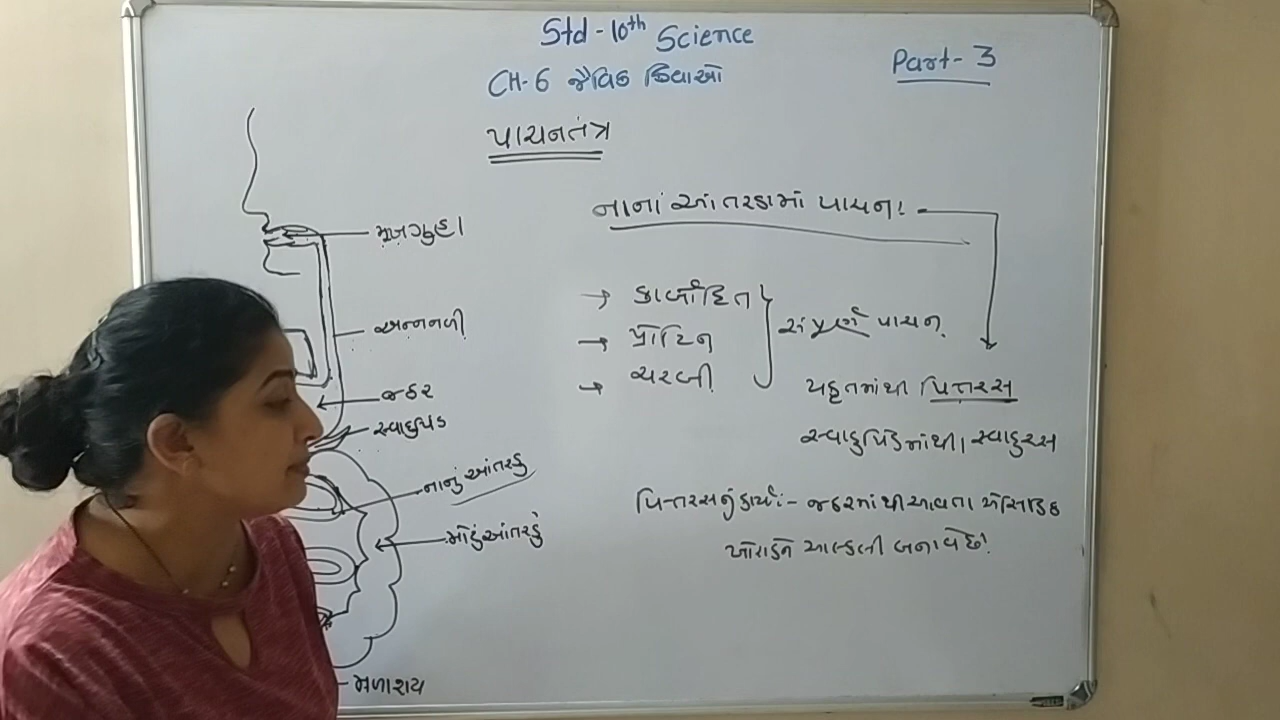 Std-10th Science
CH-6 જૈવિક ક્રિયાઓ
Part-3
પાચનતંત્ર
મૂખગુહા
અન્નનળી
જઠર
સ્વાદુપિંડ
નાનું આંતરડુ
મોટું આંતરડું
મળાશય
નાનાં આંતરડામાં પાચન:
→ કાર્બોદિત
→ પ્રોટિન
→ ચરબી
સંપૂર્ણ પાચન
યકૃતમાંથી પિત્તરસ
સ્વાદુપિંડમાંથી સ્વાદુરસ
પિત્તરસનું કાર્ય:- જઠરમાંથી આવતા એસિડિક
ખોરાકને આલ્કલી બનાવે છે.